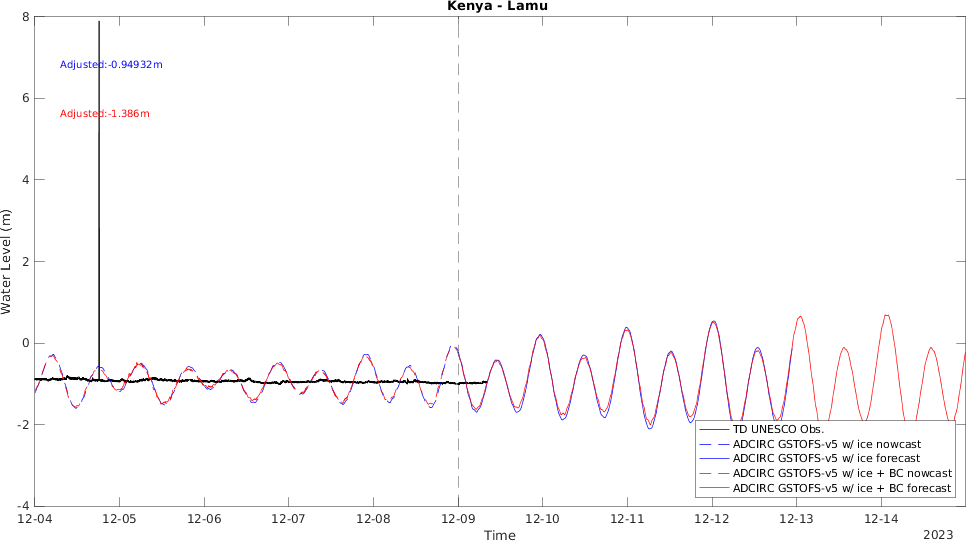 Kenya - Lamu
8
Adjusted:-0.94932m
6
Adjusted:-1.386m
4
2
0
-2
-4
Water Level (m)
TD UNESCO Obs.
ADCIRC GSTOFS-v5 w/ ice nowcast
ADCIRC GSTOFS-v5 w/ ice forecast
ADCIRC GSTOFS-v5 w/ ice + BC nowcast
ADCIRC GSTOFS-v5 w/ ice + BC forecast
12-04 12-05 12-06 12-07 12-08 12-09 12-10 12-11 12-12 12-13 12-14
Time
2023